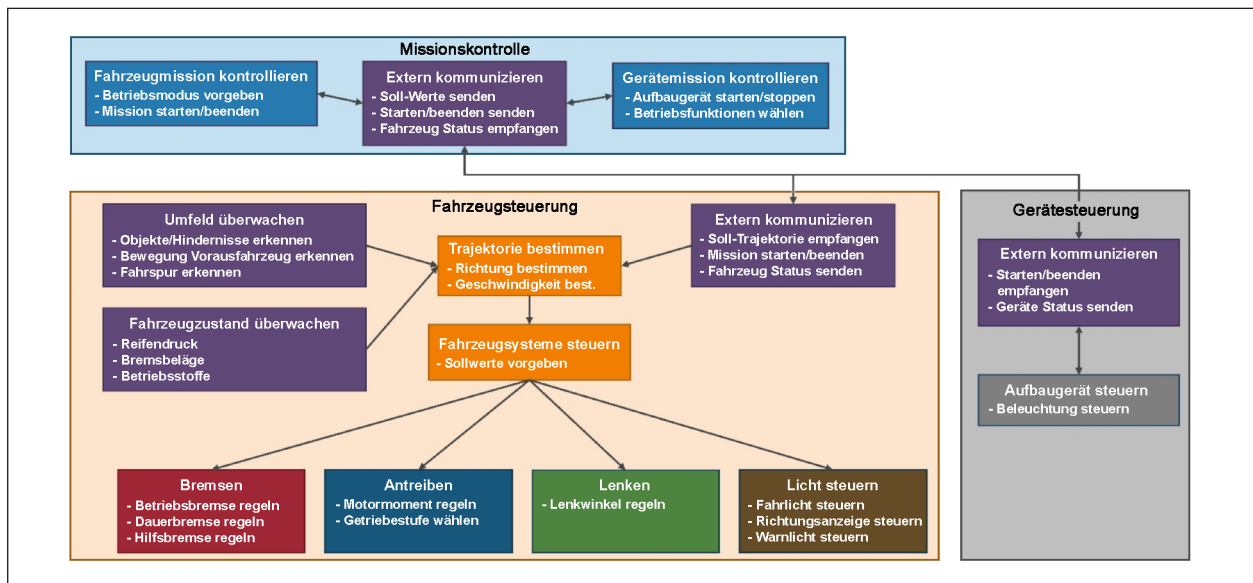 Missionskontrolle
Fahrzeugmission kontrollieren
- Betriebsmodus vorgeben
- Mission starten/beenden
Extern kommunizieren
- Soll-Werte senden
- Starten/beenden senden
- Fahrzeug Status empfangen
Gerätemission kontrollieren
- Aufbaugerät starten/stoppen
- Betriebsfunktionen wählen
Fahrzeugsteuerung
Umfeld überwachen
- Objekte/Hindernisse erkennen
- Bewegung Vorausfahrzeug erkennen
- Fahrspur erkennen
Trajektorie bestimmen
- Richtung bestimmen
- Geschwindigkeit best.
Extern kommunizieren
- Soll-Trajektorie empfangen
- Mission starten/beenden
- Fahrzeug Status senden
Fahrzeugzustand überwachen
- Reifendruck
- Bremsbeläge
- Betriebsstoffe
Fahrzeugsysteme steuern
- Sollwerte vorgeben
Bremsen
- Betriebsbremse regeln
- Dauerbremse regeln
- Hilfsbremse regeln
Antreiben
- Motormoment regeln
- Getriebestufe wählen
Lenken
- Lenkwinkel regeln
Licht steuern
- Fahrlicht steuern
- Richtungsanzeige steuern
- Warnlicht steuern
Gerätesteuerung
Extern kommunizieren
- Starten/beenden
empfangen
- Geräte Status senden
Aufbaugerät steuern
- Beleuchtung steuern